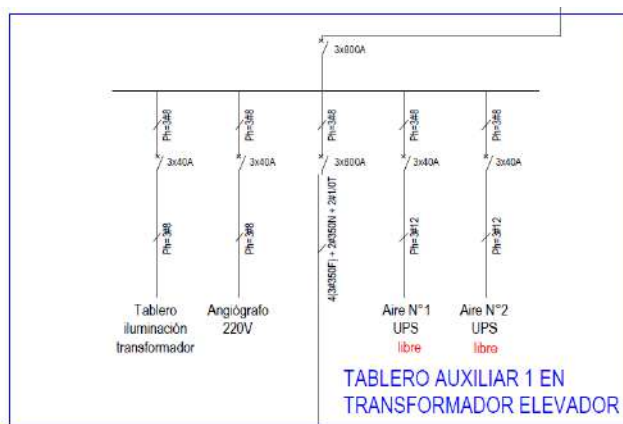 3x800A
Ph=3#8
Ph=3#8
Ph=3#8
Ph=3#8
Ph=3#8
3x40A
3x40A
3x600A
3x40A
3x40A
Ph=3#8
Ph=3#8
4(3#350F) + 2#350N + 2#1/0T
Ph=3#12
Ph=3#12
Tablero
iluminación
transformador
Angiógrafo
220V
Aire N°1
UPS
libre
Aire N°2
UPS
libre
TABLERO AUXILIAR 1 EN
TRANSFORMADOR ELEVADOR